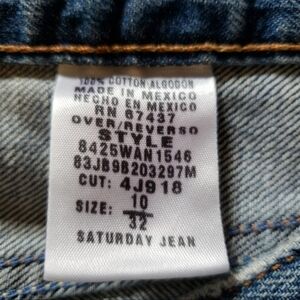 100% COTTON-ALGODON
MADE IN MEXICO
HECHO EN MEXICO
RN 67437
OVER/REVERSO
STYLE
8425WAN1546
83JB9B203297M
CUT: 4J918
SIZE: 10
32
SATURDAY JEAN